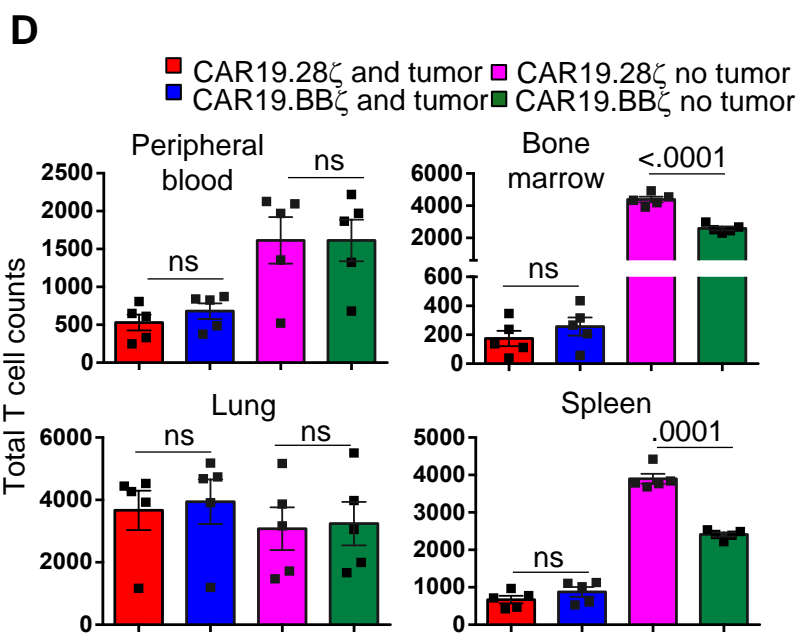 D
CAR19.28ζ and tumor
CAR19.28ζ no tumor
CAR19.BBζ and tumor
CAR19.BBζ no tumor
Total T cell counts
Peripheral
blood
2500
2000
1500
1000
500
0
ns
ns
Bone
marrow
6000
4000
2000
600
400
200
0
ns
<.0001
Lung
6000
4000
2000
0
ns
ns
Spleen
5000
4000
3000
2000
1000
0
ns
.0001